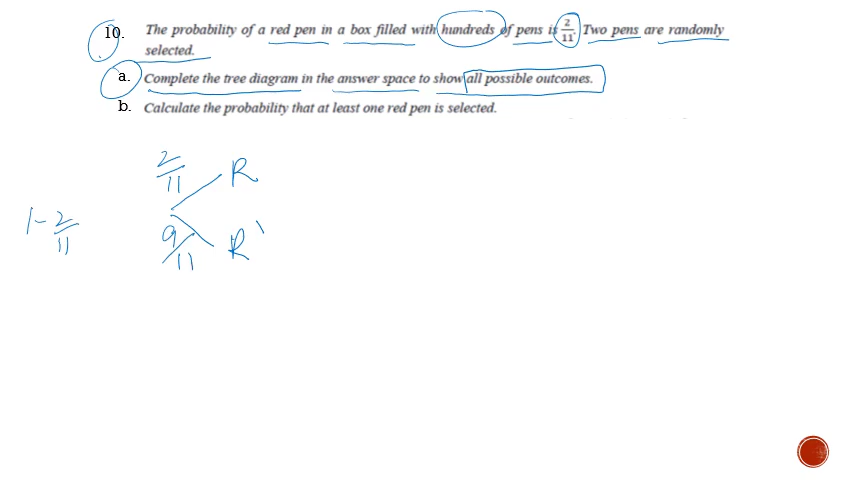 10. The probability of a red pen in a box filled with hundreds of pens is 2/11. Two pens are randomly
selected.
a. Complete the tree diagram in the answer space to show all possible outcomes.
b. Calculate the probability that at least one red pen is selected.
2/11 R
1 - 2/11
9/11 R'